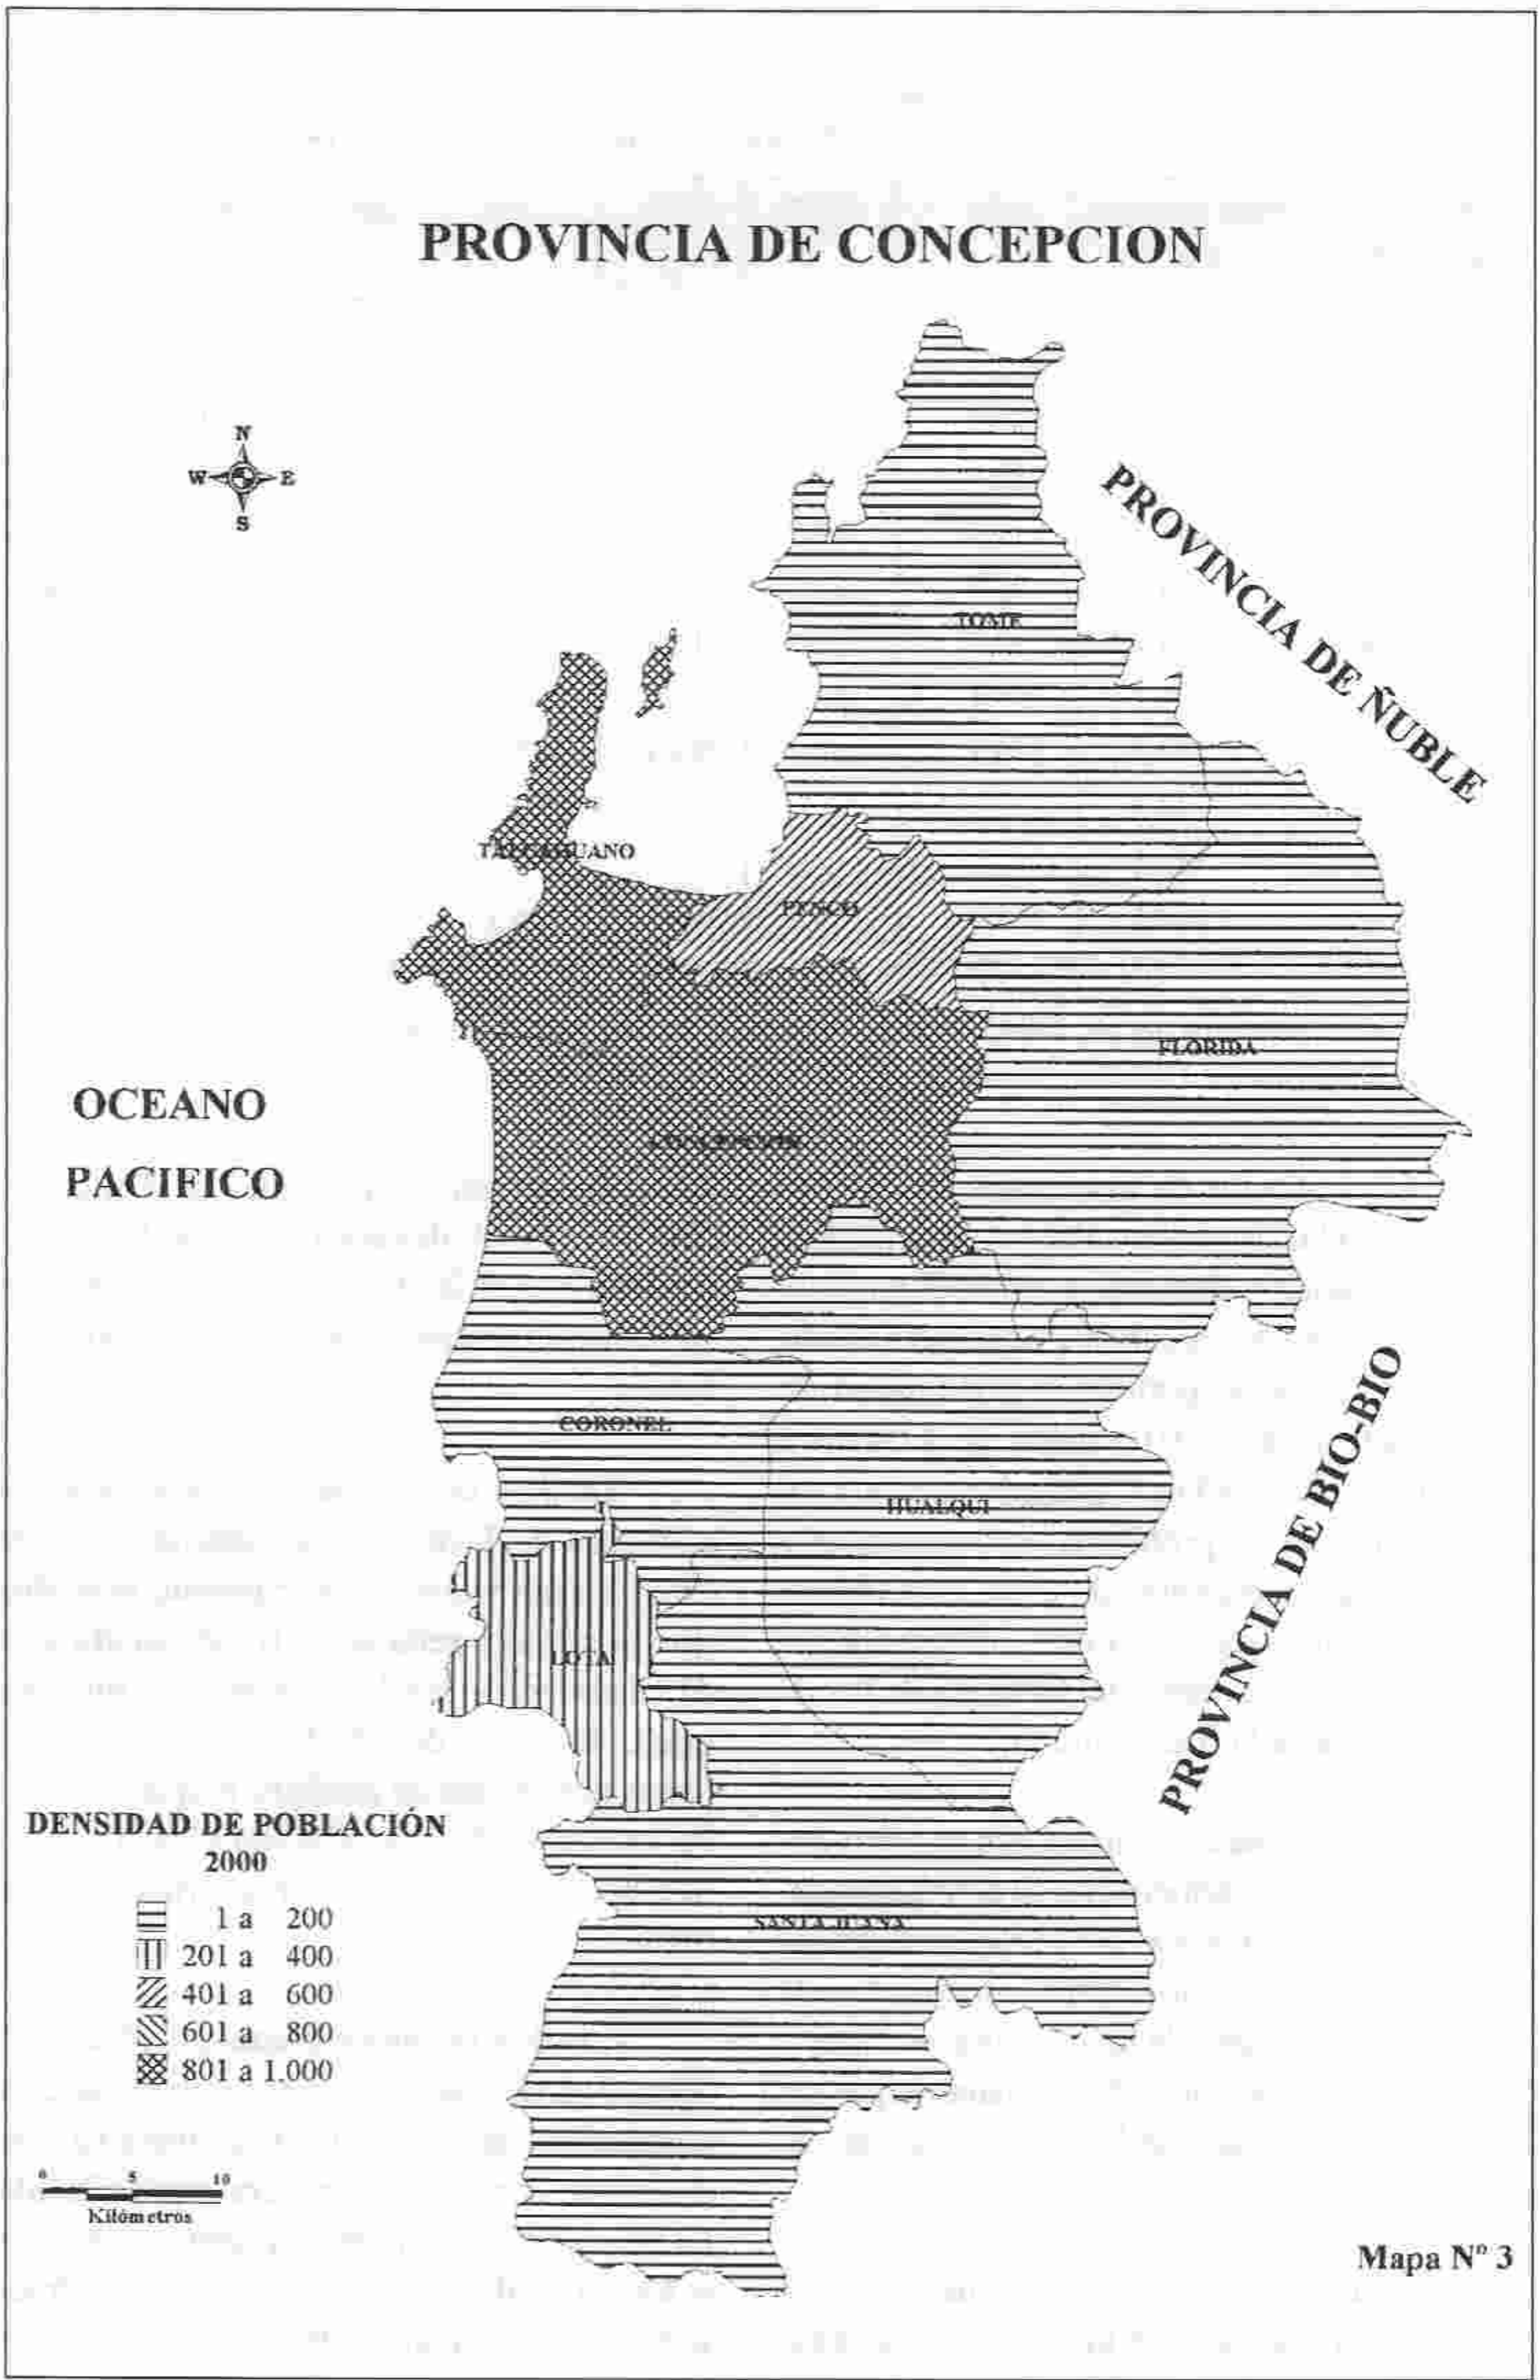 PROVINCIA DE CONCEPCION
N
W
E
S
PROVINCIA DE ÑUBLE
TOME
PENCO
FLORIDA
OCEANO
PACIFICO
CORONEL
HUALQUI
PROVINCIA DE BIO-BIO
LOTA
SANTA JUANA
DENSIDAD DE POBLACIÓN
2000
1 a 200
201 a 400
401 a 600
601 a 800
801 a 1.000
0 5 10
Kilómetros
Mapa Nº 3